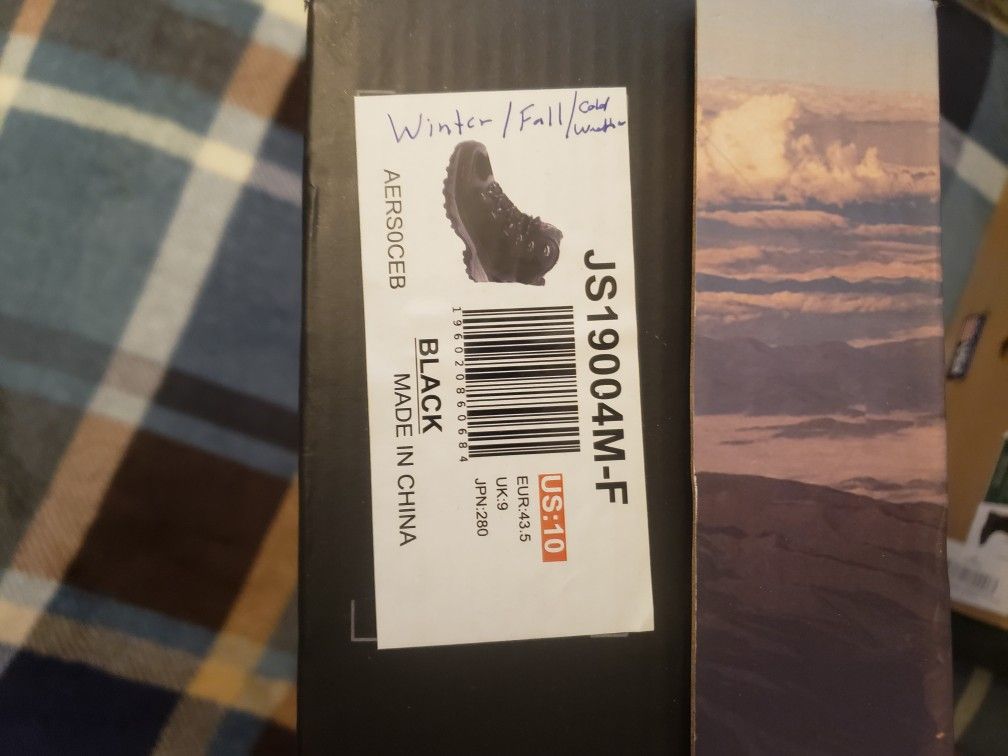 Winter / Fall / Cold
Weather
JS19004M-F
US:10
EUR:43.5
UK:9
JPN:280
196020860684
BLACK
MADE IN CHINA
AERS0CEB